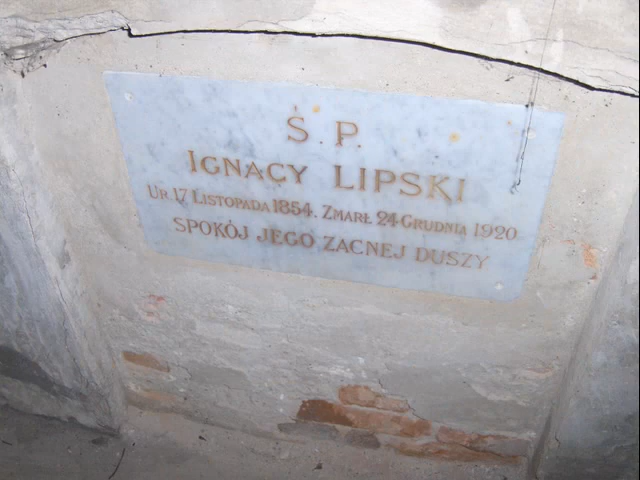 Ś. P.
IGNACY LIPSKI
UR. 17 LISTOPADA 1854. ZMARŁ 24 GRUDNIA 1920
SPOKÓJ JEGO ZACNEJ DUSZY